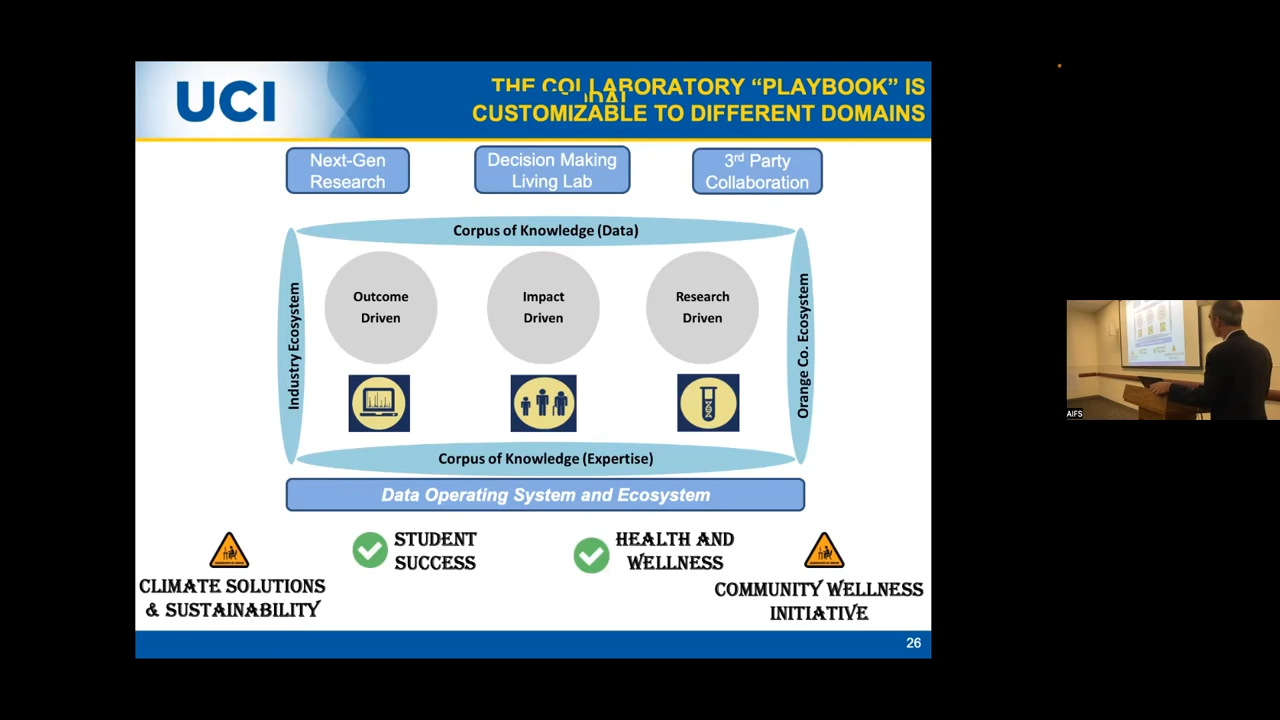 UCI
THE COLLABORATORY “PLAYBOOK” IS
CUSTOMIZABLE TO DIFFERENT DOMAINS
Next-Gen
Research
Decision Making
Living Lab
3rd Party
Collaboration
Corpus of Knowledge (Data)
Industry Ecosystem
Outcome
Driven
Impact
Driven
Research
Driven
Orange Co. Ecosystem
Corpus of Knowledge (Expertise)
Data Operating System and Ecosystem
STUDENT
SUCCESS
HEALTH AND
WELLNESS
CLIMATE SOLUTIONS
& SUSTAINABILITY
COMMUNITY WELLNESS
INITIATIVE
26
AIFS